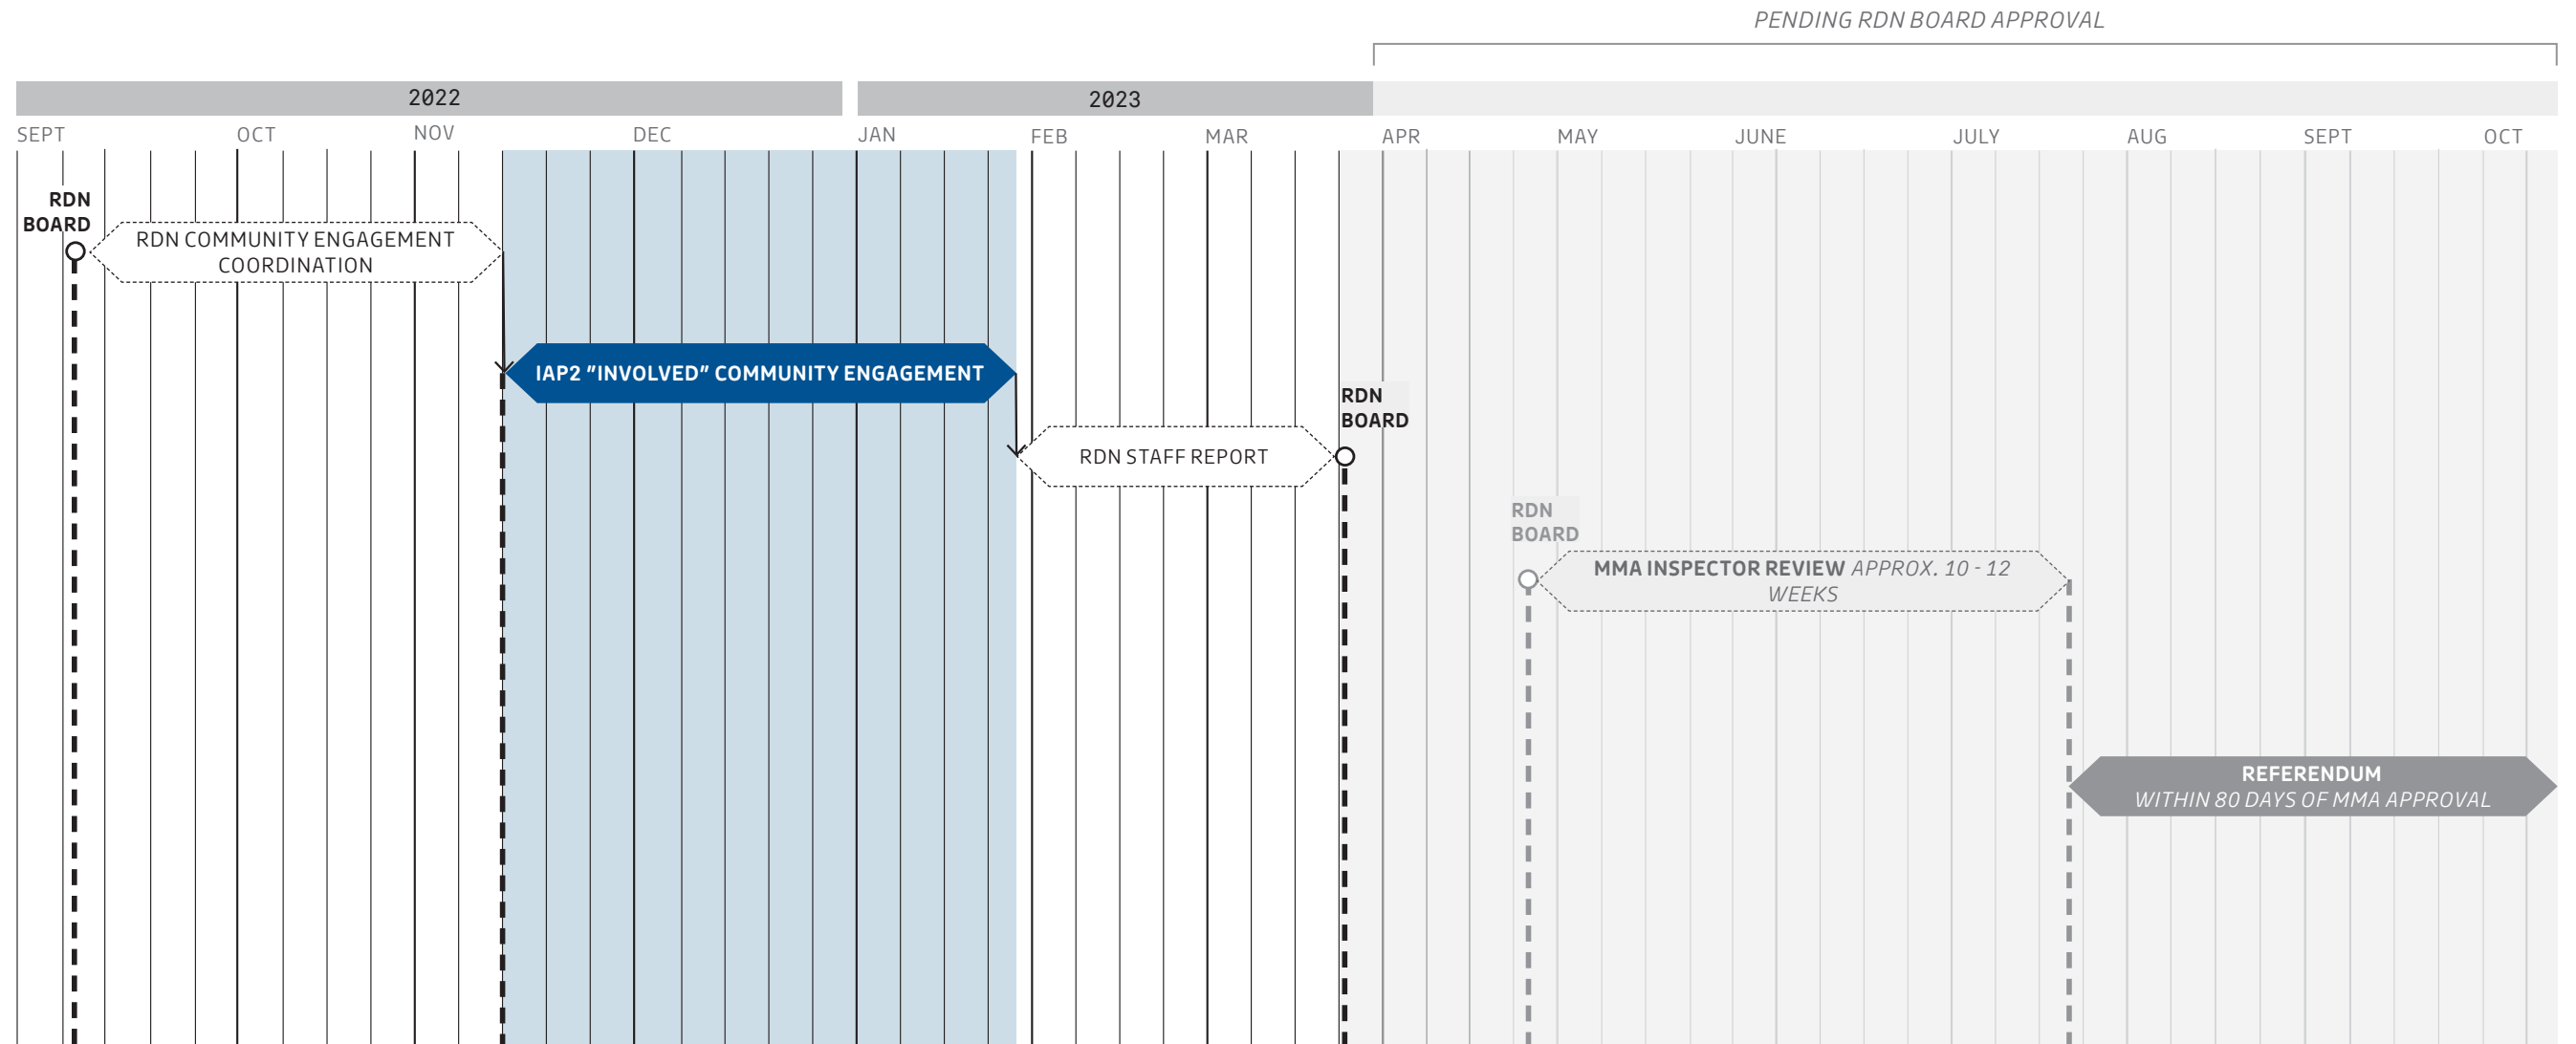 PENDING RDN BOARD APPROVAL
2022
2023
SEPT
OCT
NOV
DEC
JAN
FEB
MAR
APR
MAY
JUNE
JULY
AUG
SEPT
OCT
RDN
BOARD
RDN COMMUNITY ENGAGEMENT
COORDINATION
IAP2 "INVOLVED" COMMUNITY ENGAGEMENT
RDN
BOARD
RDN STAFF REPORT
RDN
BOARD
MMA INSPECTOR REVIEW APPROX. 10 - 12
WEEKS
REFERENDUM
WITHIN 80 DAYS OF MMA APPROVAL